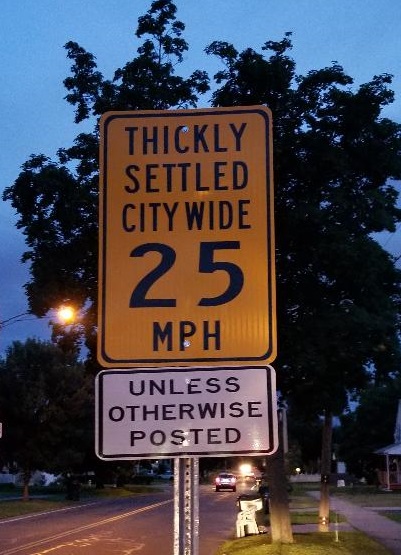 THICKLY
SETTLED
CITYWIDE
25
MPH
UNLESS
OTHERWISE
POSTED